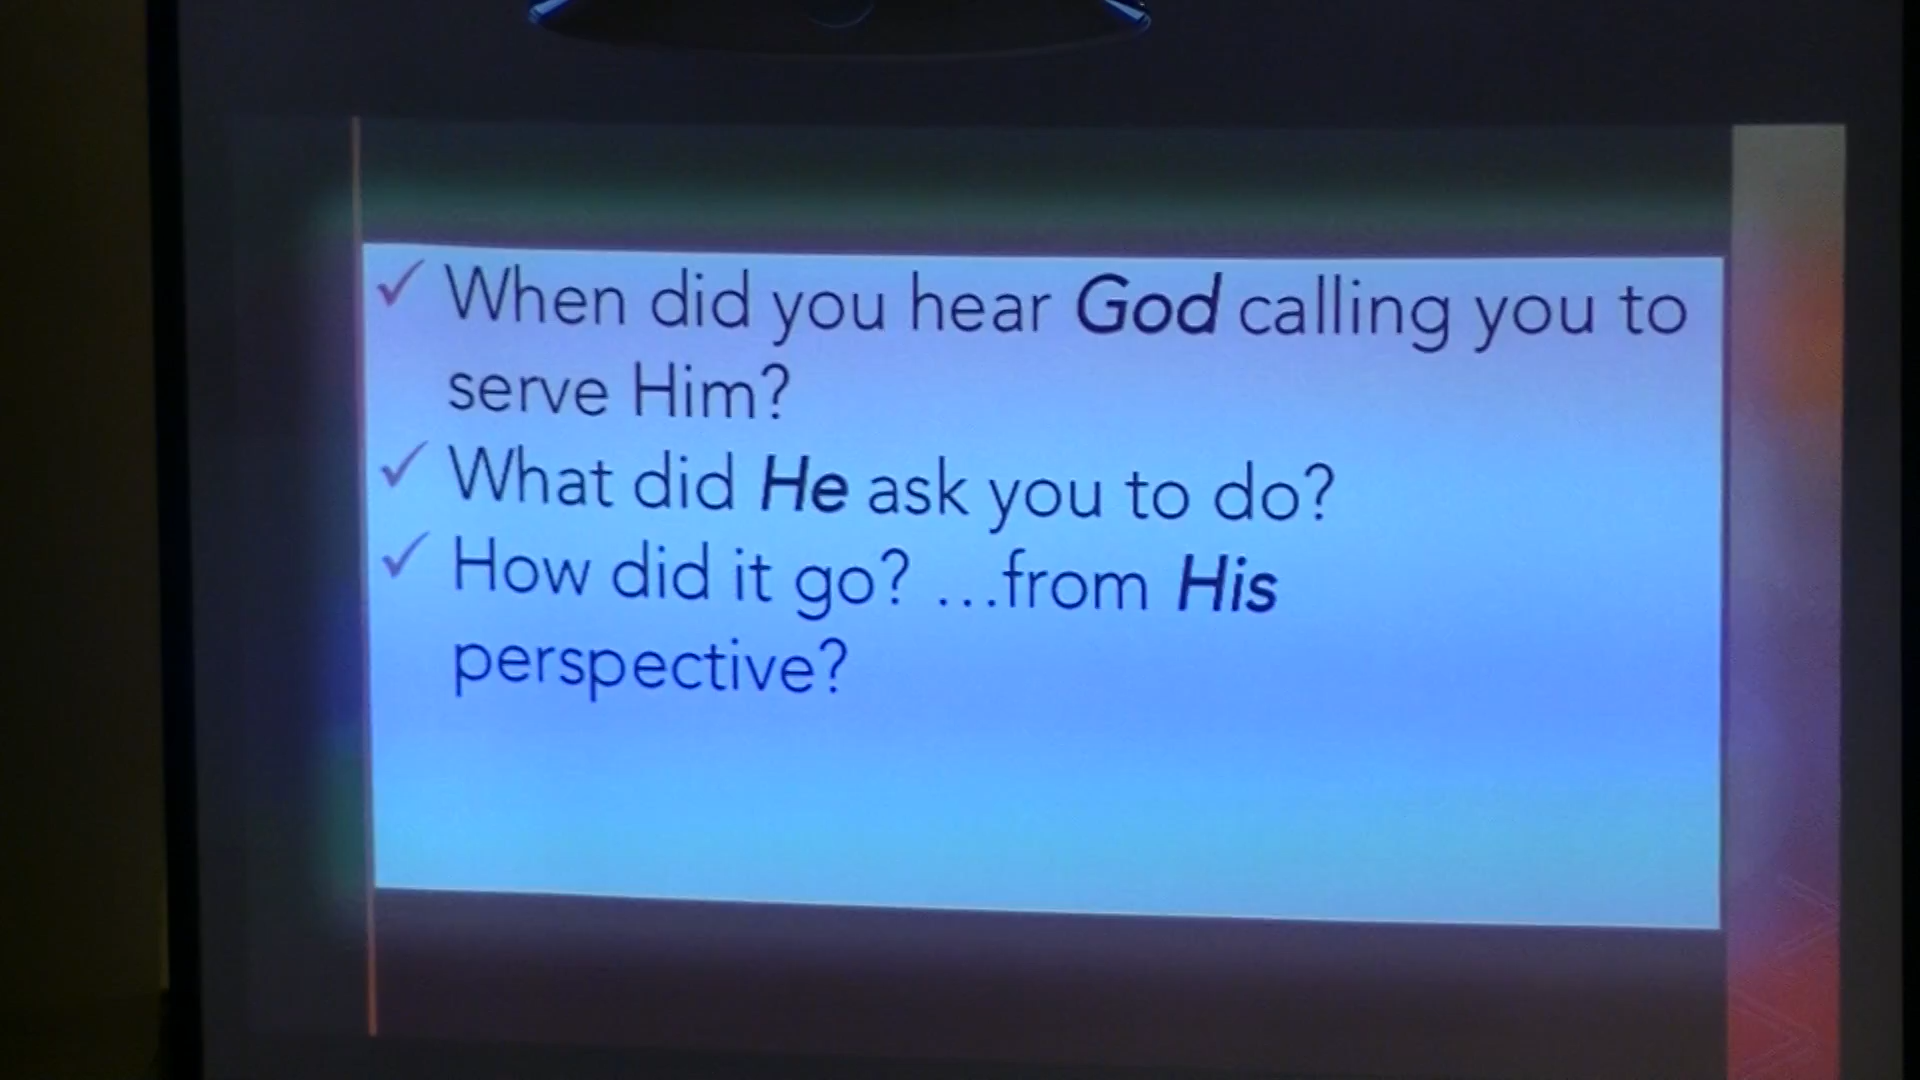 ✓ When did you hear God calling you to
serve Him?
✓ What did He ask you to do?
✓ How did it go? ...from His
perspective?